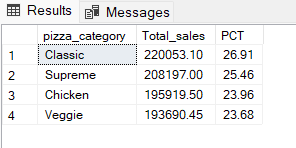 Results Messages
pizza_category Total_sales PCT
1 Classic 220053.10 26.91
2 Supreme 208197.00 25.46
3 Chicken 195919.50 23.96
4 Veggie 193690.45 23.68